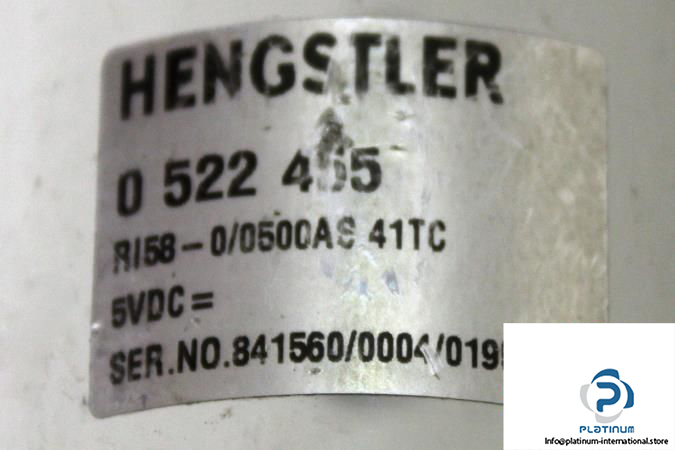 HENGSTLER
0 522 455
RI58-0/0500AS 41TC
5VDC=
SER.NO.841560/0004/019
PLATINUM
Info@platinum-international.store